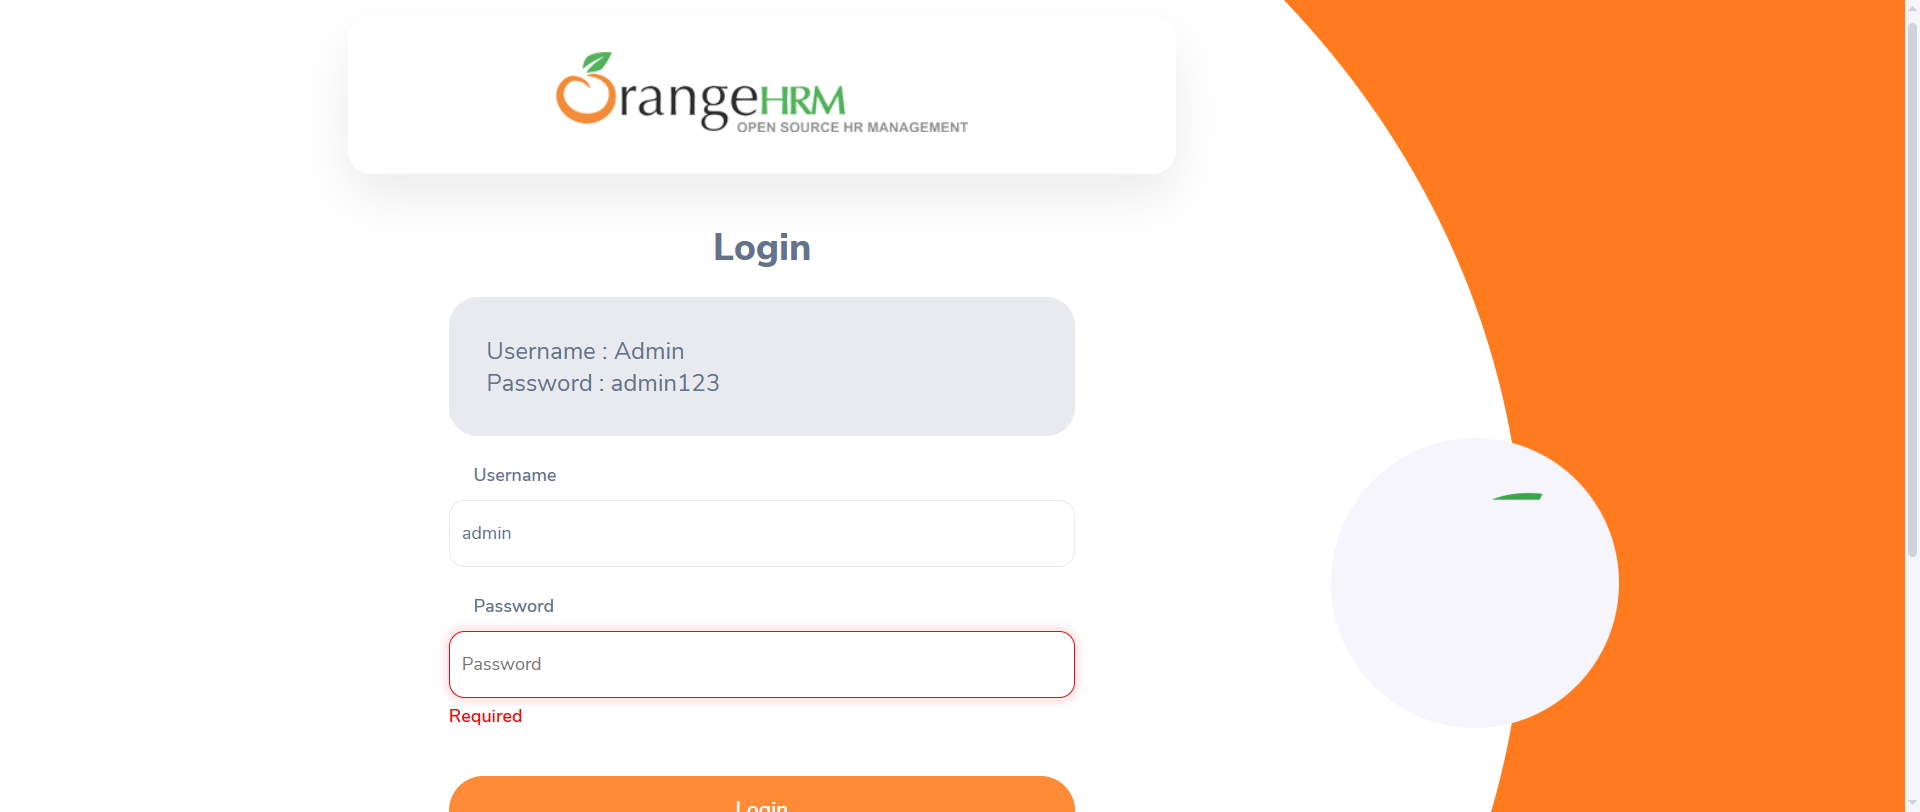 OrangeHRM
OPEN SOURCE HR MANAGEMENT
Login
Username : Admin
Password : admin123
Username
admin
Password
Password
Required
Login